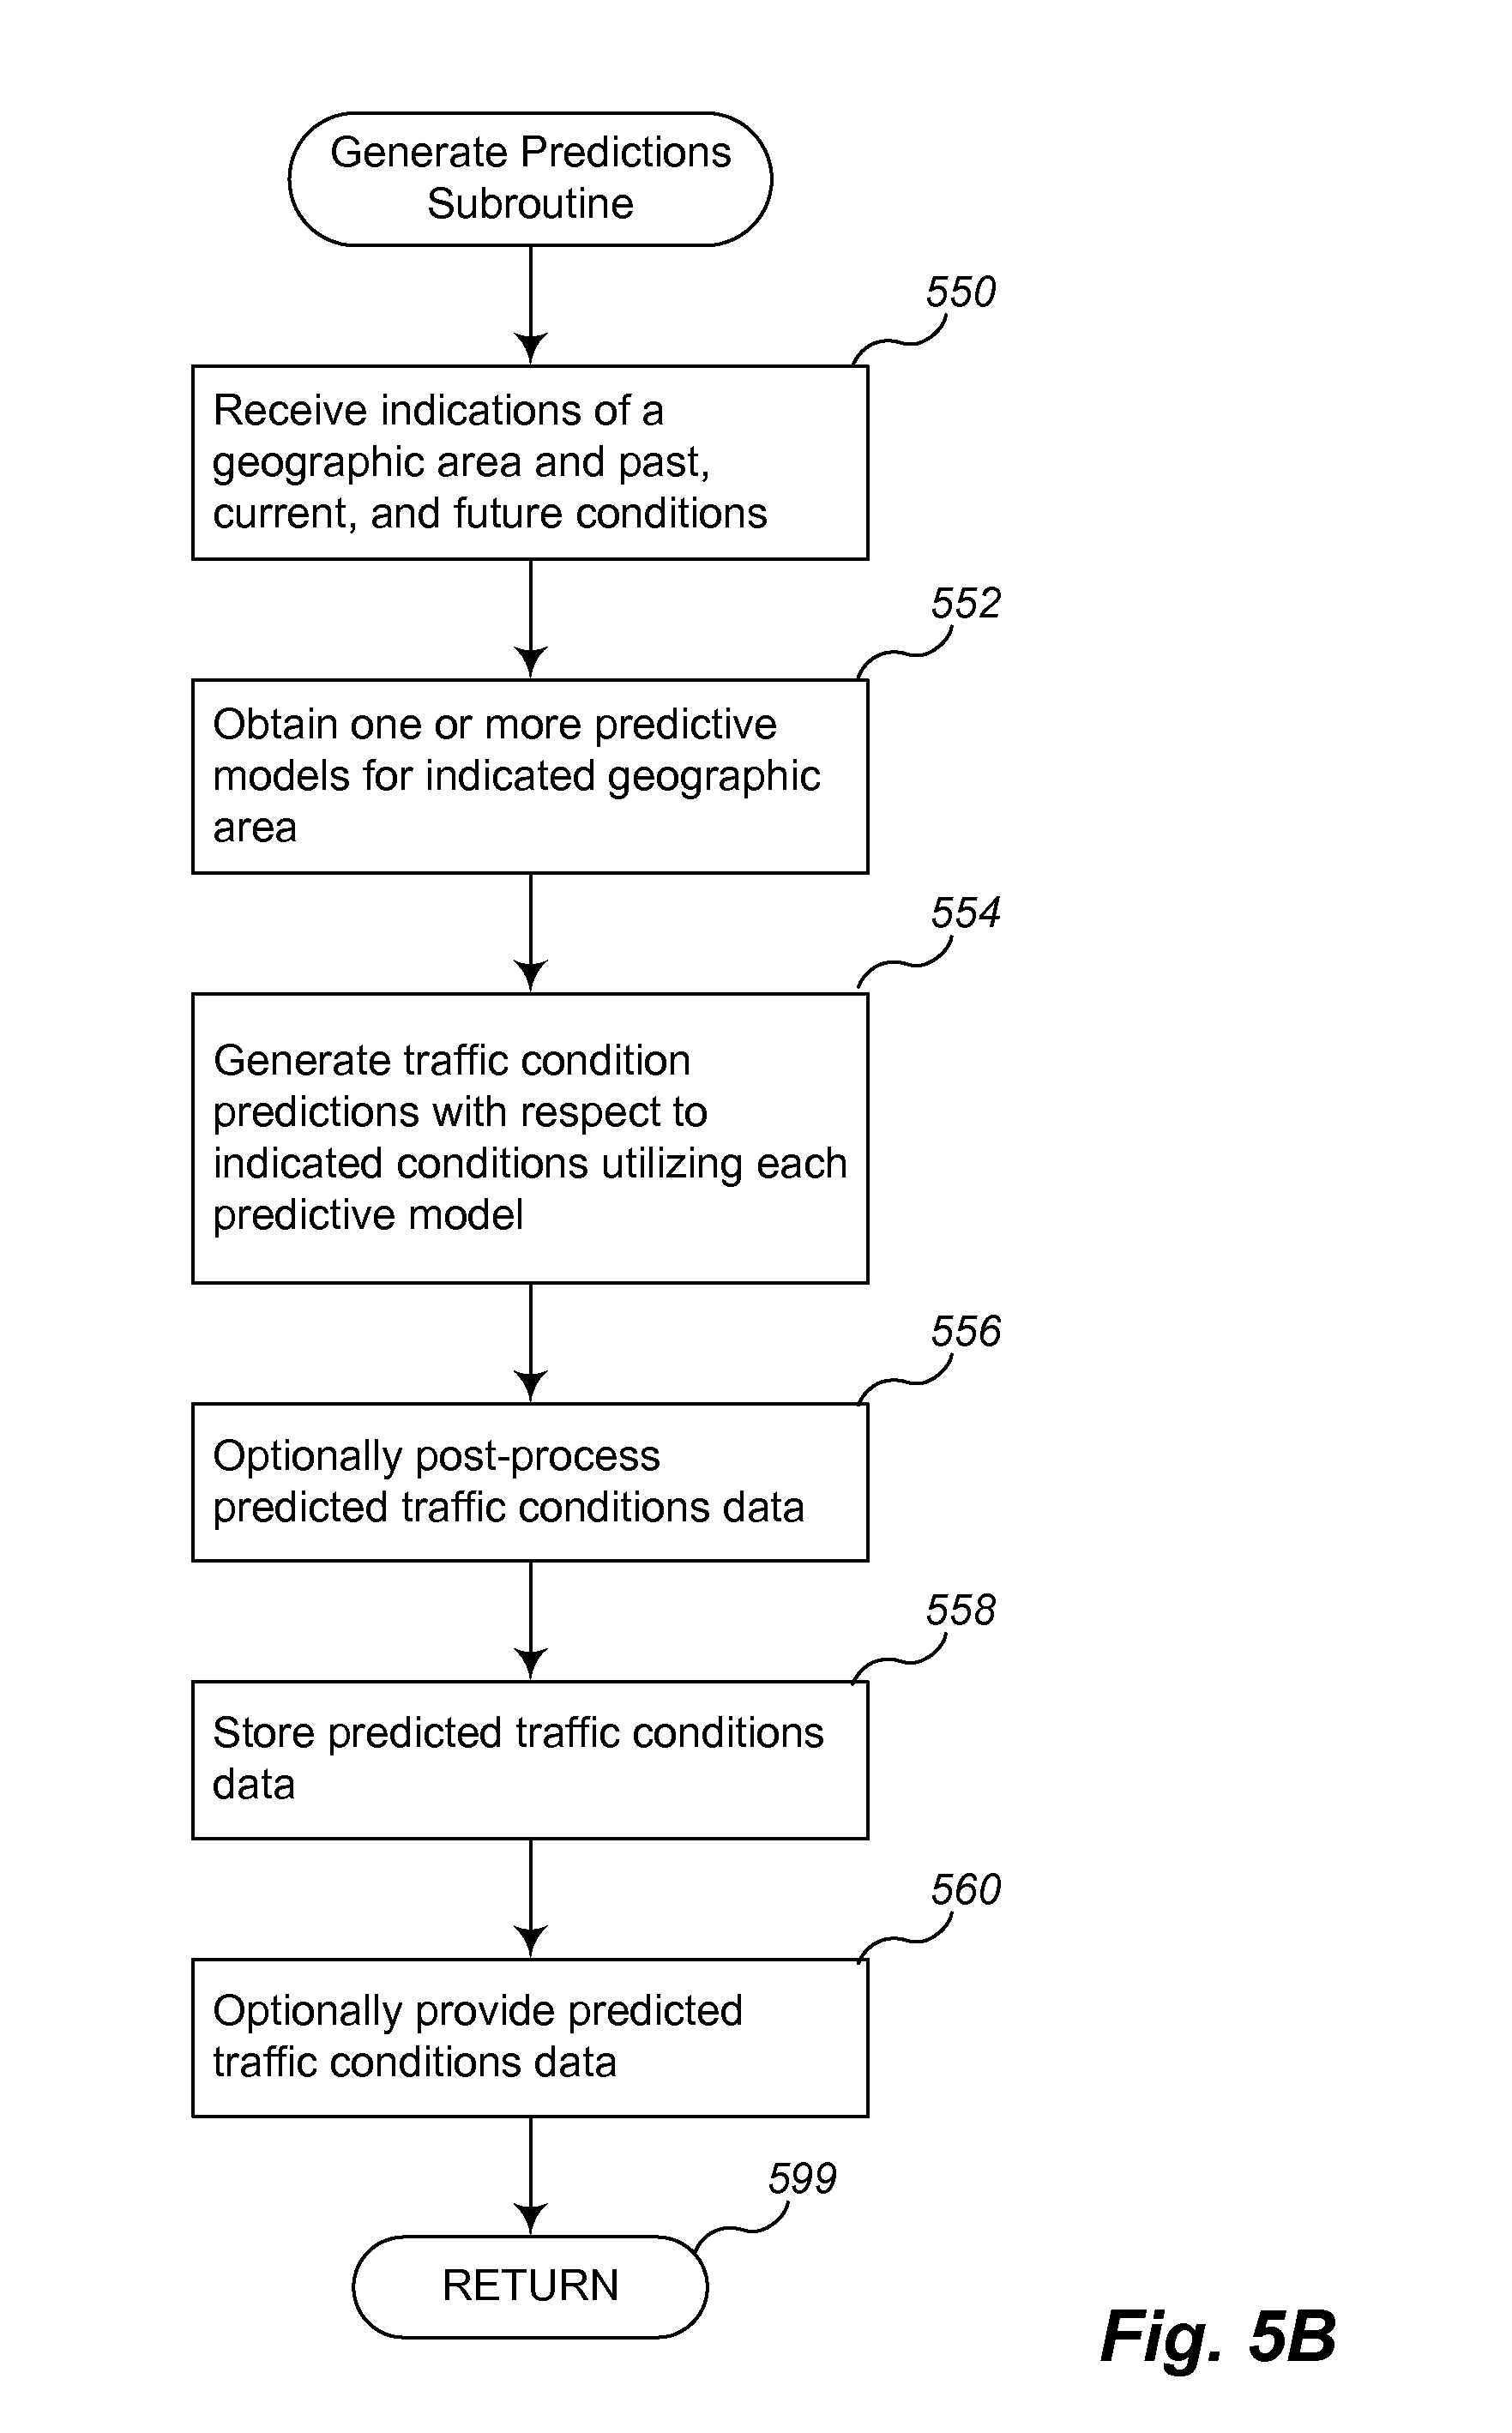 Generate Predictions
Subroutine
550
Receive indications of a
geographic area and past,
current, and future conditions
552
Obtain one or more predictive
models for indicated geographic
area
554
Generate traffic condition
predictions with respect to
indicated conditions utilizing each
predictive model
556
Optionally post-process
predicted traffic conditions data
558
Store predicted traffic conditions
data
560
Optionally provide predicted
traffic conditions data
599
RETURN
Fig. 5B